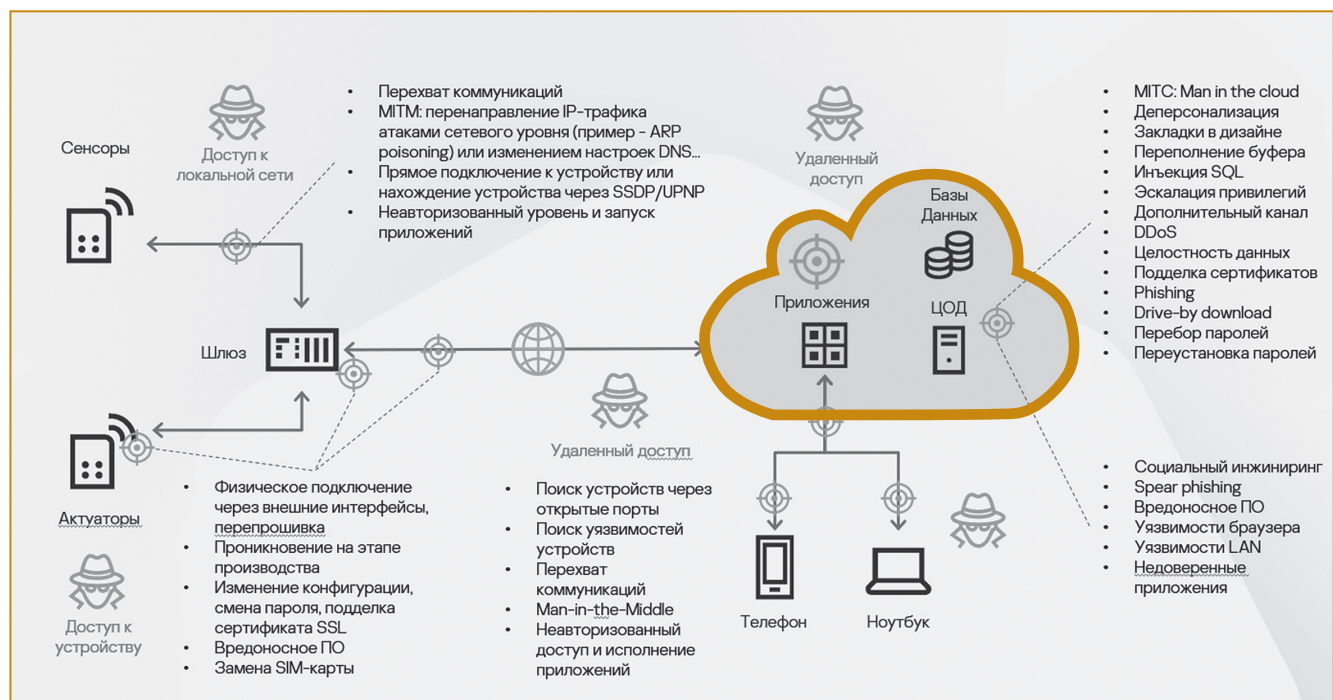 Сенсоры
Доступ к
локальной сети
• Перехват коммуникаций
• MITM: перенаправление IP-трафика
атаками сетевого уровня (пример - ARP
poisoning) или изменением настроек DNS...
• Прямое подключение к устройству или
нахождение устройства через SSDP/UPNP
• Неавторизованный уровень и запуск
приложений
Удаленный
доступ
Базы
Данных
Приложения
ЦОД
• MITC: Man in the cloud
• Деперсонализация
• Закладки в дизайне
• Переполнение буфера
• Инъекция SQL
• Эскалация привилегий
• Дополнительный канал
• DDoS
• Целостность данных
• Подделка сертификатов
• Phishing
• Drive-by download
• Перебор паролей
• Переустановка паролей
Шлюз
Актуаторы
Доступ к
устройству
• Физическое подключение
через внешние интерфейсы,
перепрошивка
• Проникновение на этапе
производства
• Изменение конфигурации,
смена пароля, подделка
сертификата SSL
• Вредоносное ПО
• Замена SIM-карты
Удаленный доступ
• Поиск устройств через
открытые порты
• Поиск уязвимостей
устройств
• Перехват
коммуникаций
• Man-in-the-Middle
• Неавторизованный
доступ и исполнение
приложений
Телефон
Ноутбук
• Социальный инжиниринг
• Spear phishing
• Вредоносное ПО
• Уязвимости браузера
• Уязвимости LAN
• Недоверенные
приложения